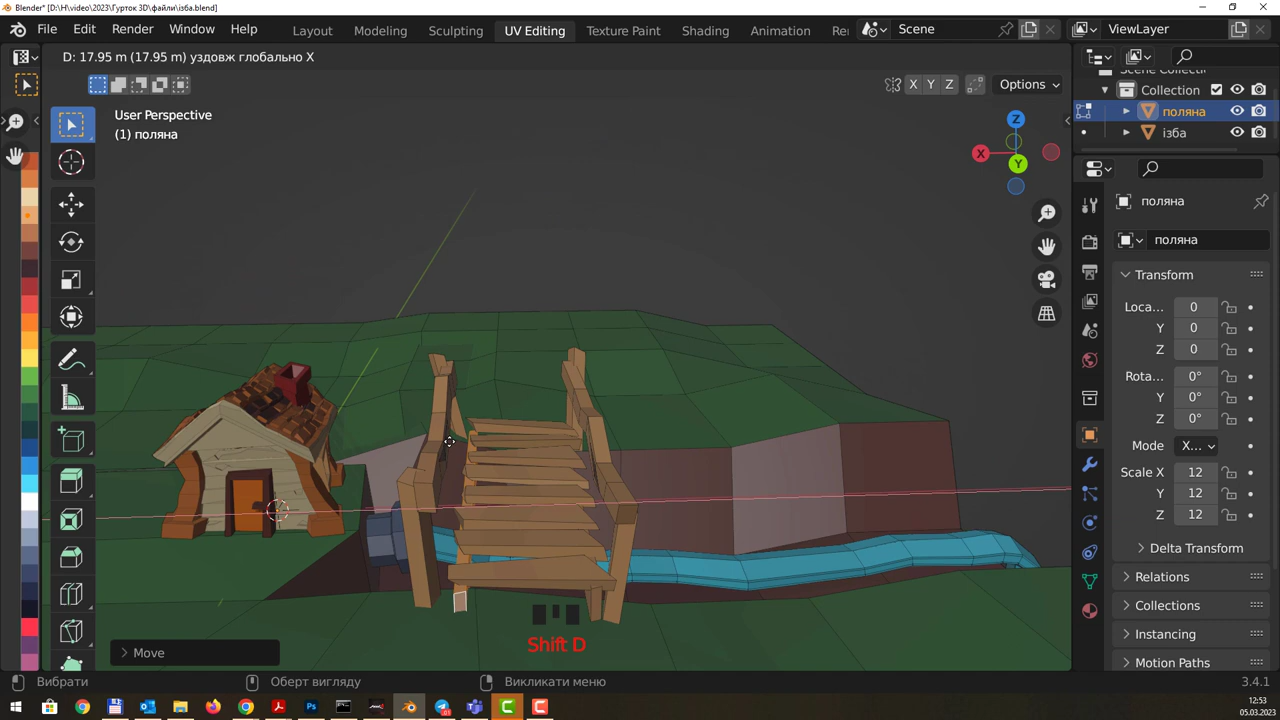 Blender* [D:\H\video\2023\Гурток 3D\файли\ізба.blend]
File Edit Render Window Help Layout Modeling Sculpting UV Editing Texture Paint Shading Animation Re Scene ViewLayer
D: 17.95 m (17.95 m) уздовж глобально X
X Y Z Options
User Perspective
(1) поляна
Z
X
Y
Collection
поляна
ізба
поляна
поляна
Transform
Loca... 0
Y 0
Z 0
Rota... 0°
Y 0°
Z 0°
Mode X...
Scale X 12
Y 12
Z 12
Delta Transform
Relations
Collections
Instancing
Motion Paths
Shift D
Move
Вибрати Оберт вигляду Викликати меню 3.4.1
12:53
05.03.2023